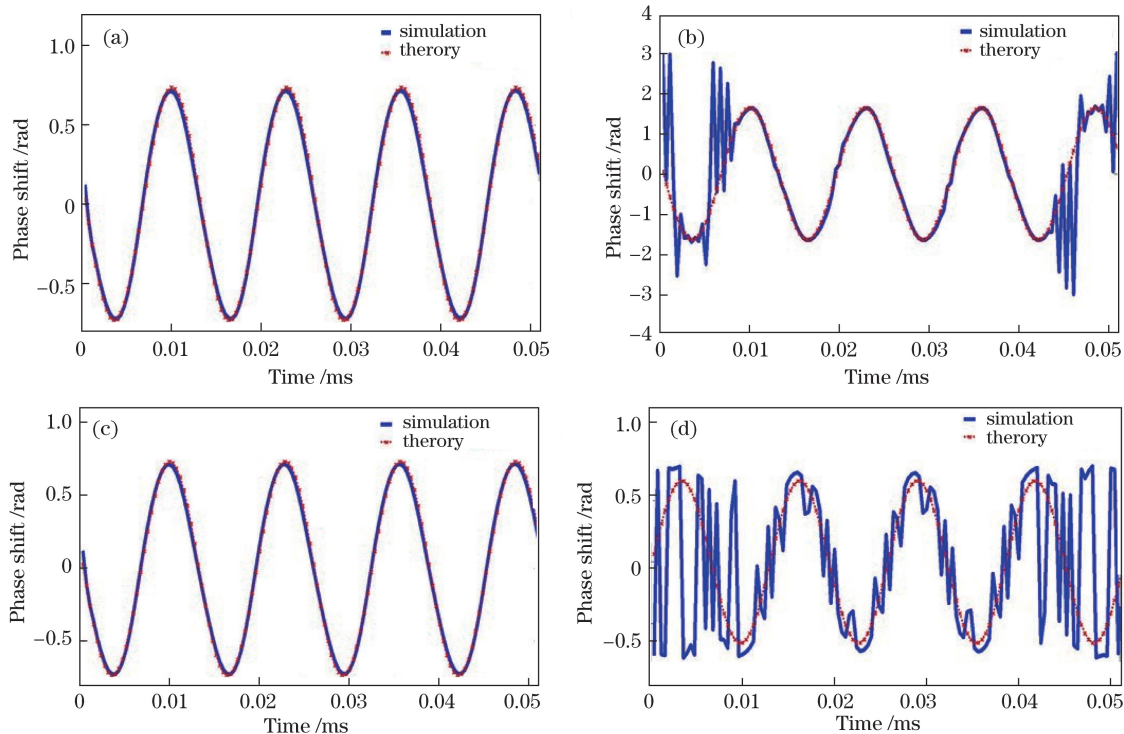 (a)
simulation
therory
1.0
0.5
0
−0.5
Phase shift /rad
0 0.01 0.02 0.03 0.04 0.05
Time /ms
(b)
simulation
therory
4
3
2
1
0
−1
−2
−3
−4
Phase shift /rad
0 0.01 0.02 0.03 0.04 0.05
Time /ms
(c)
simulation
therory
1.0
0.5
0
−0.5
Phase shift /rad
0 0.01 0.02 0.03 0.04 0.05
Time /ms
(d)
simulation
therory
1.0
0.5
0
−0.5
Phase shift /rad
0 0.01 0.02 0.03 0.04 0.05
Time /ms